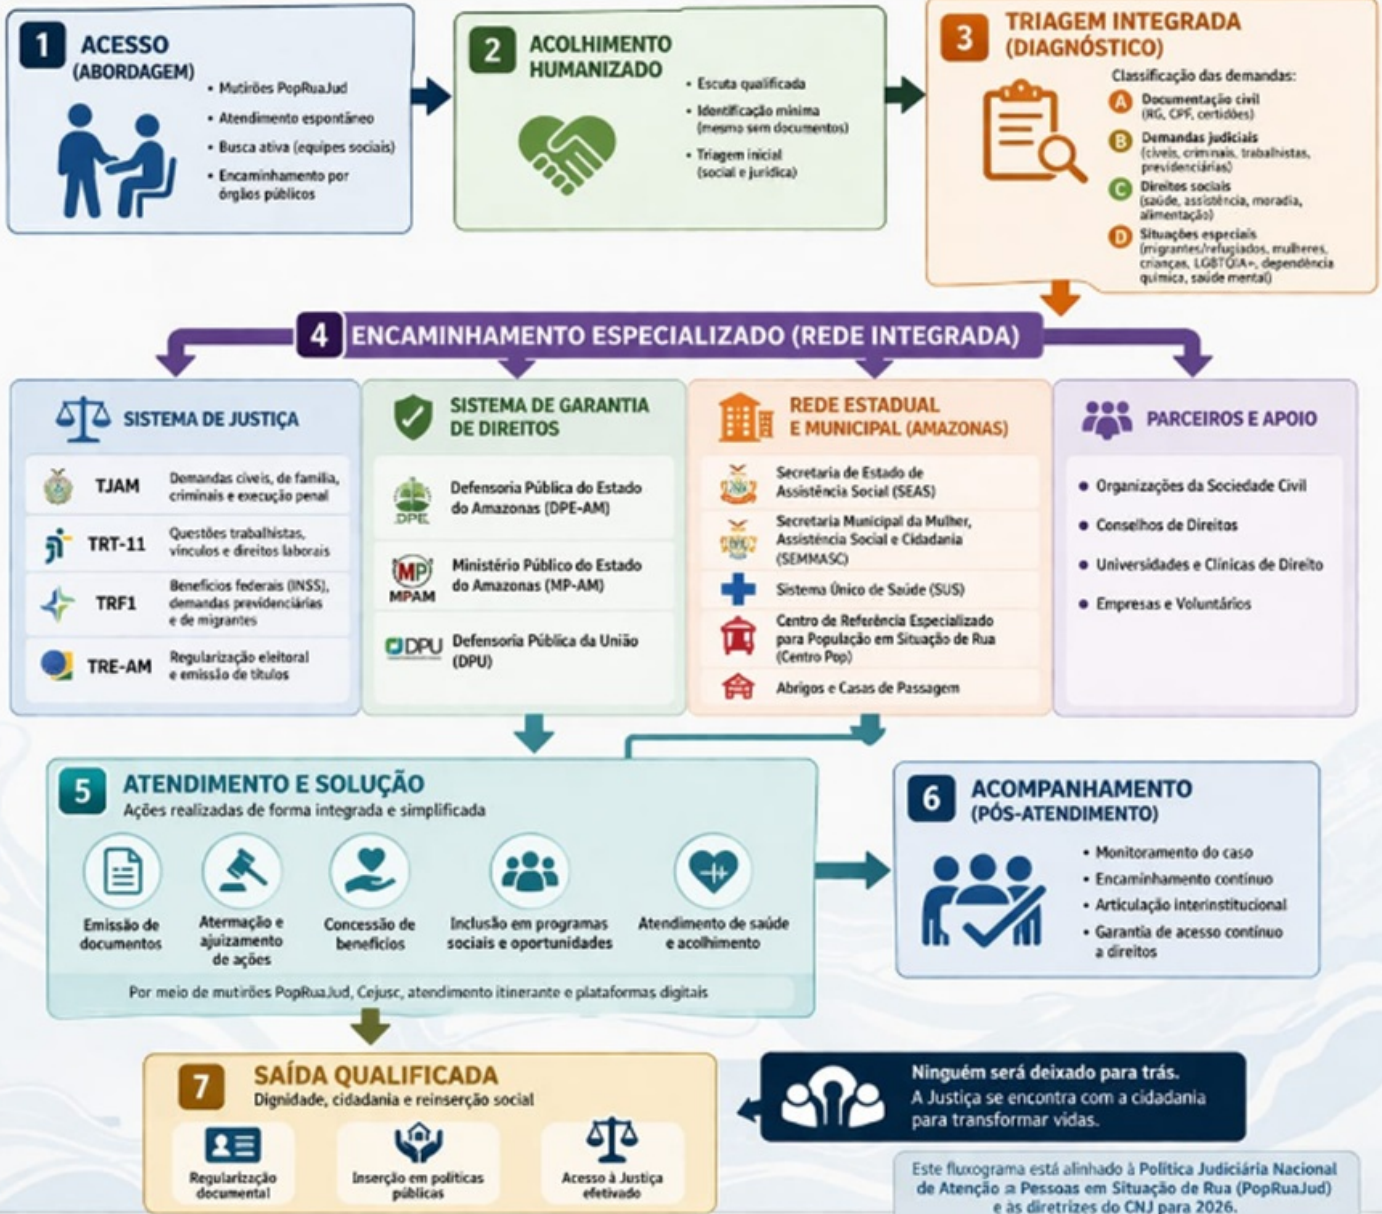 1
ACESSO
(ABORDAGEM)
• Mutirões PopRuaJud
• Atendimento espontâneo
• Busca ativa (equipes sociais)
• Encaminhamento por
órgãos públicos
2
ACOLHIMENTO
HUMANIZADO
• Escuta qualificada
• Identificação mínima
(mesmo sem documentos)
• Triagem inicial
(social e jurídica)
3
TRIAGEM INTEGRADA
(DIAGNÓSTICO)
Classificação das demandas:
A Documentação civil
(RG, CPF, certidões)
B Demandas judiciais
(cíveis, criminais, trabalhistas,
previdenciárias)
C Direitos sociais
(saúde, assistência, moradia,
alimentação)
D Situações especiais
(migrantes/refugiados, mulheres,
crianças, LGBTQIA+, dependência
química, saúde mental)
4
ENCAMINHAMENTO ESPECIALIZADO (REDE INTEGRADA)
SISTEMA DE JUSTIÇA
TJAM
Demandas cíveis, de família,
criminais e execução penal
TRT-11
Questões trabalhistas,
vínculos e direitos laborais
TRF1
Benefícios federais (INSS),
demandas previdenciárias
e de migrantes
TRE-AM
Regularização eleitoral
e emissão de títulos
SISTEMA DE GARANTIA
DE DIREITOS
DPE
Defensoria Pública do Estado
do Amazonas (DPE-AM)
MP
MPAM
Ministério Público do Estado
do Amazonas (MP-AM)
DPU
Defensoria Pública da União
(DPU)
REDE ESTADUAL
E MUNICIPAL (AMAZONAS)
Secretaria de Estado de
Assistência Social (SEAS)
Secretaria Municipal da Mulher,
Assistência Social e Cidadania
(SEMMASC)
Sistema Único de Saúde (SUS)
Centro de Referência Especializado
para População em Situação de Rua
(Centro Pop)
Abrigos e Casas de Passagem
PARCEIROS E APOIO
• Organizações da Sociedade Civil
• Conselhos de Direitos
• Universidades e Clínicas de Direito
• Empresas e Voluntários
5
ATENDIMENTO E SOLUÇÃO
Ações realizadas de forma integrada e simplificada
Emissão de
documentos
Atermação e
ajuizamento
de ações
Concessão de
benefícios
Inclusão em programas
sociais e oportunidades
Atendimento de saúde
e acolhimento
Por meio de mutirões PopRuaJud, Cejusc, atendimento itinerante e plataformas digitais
6
ACOMPANHAMENTO
(PÓS-ATENDIMENTO)
• Monitoramento do caso
• Encaminhamento contínuo
• Articulação interinstitucional
• Garantia de acesso contínuo
a direitos
7
SAÍDA QUALIFICADA
Dignidade, cidadania e reinserção social
Regularização
documental
Inserção em políticas
públicas
Acesso à Justiça
efetivado
Ninguém será deixado para trás.
A Justiça se encontra com a cidadania
para transformar vidas.
Este fluxograma está alinhado à Política Judiciária Nacional
de Atenção a Pessoas em Situação de Rua (PopRuaJud)
e às diretrizes do CNJ para 2026.